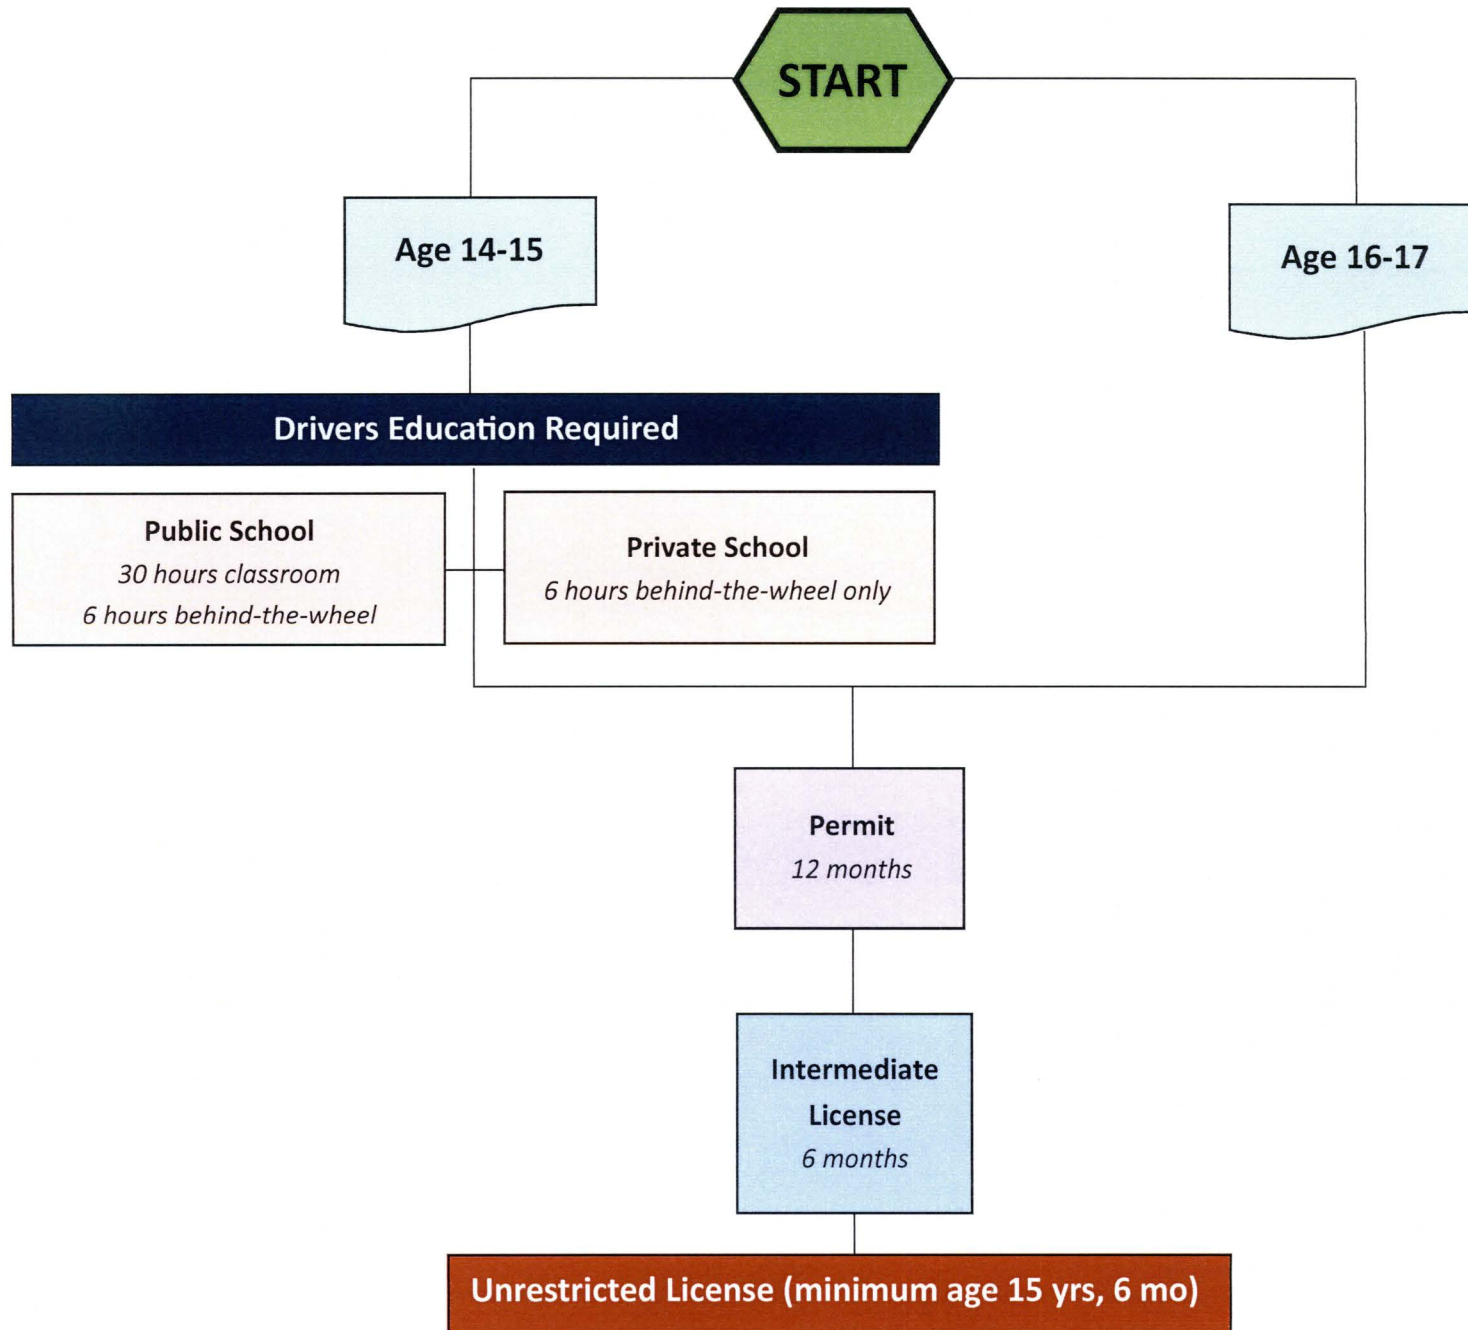 START
Age 14-15
Age 16-17
Drivers Education Required
Public School
30 hours classroom
6 hours behind-the-wheel
Private School
6 hours behind-the-wheel only
Permit
12 months
Intermediate
License
6 months
Unrestricted License (minimum age 15 yrs, 6 mo)